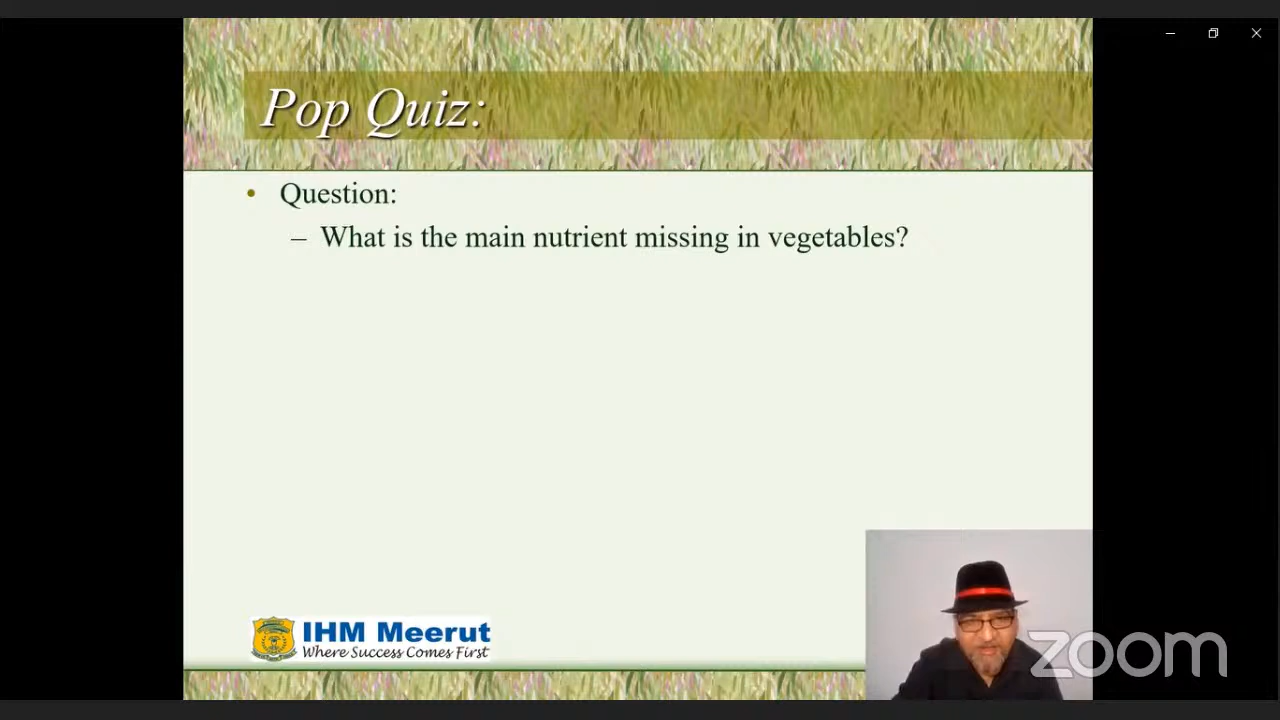 Pop Quiz:
• Question:
– What is the main nutrient missing in vegetables?
IHM Meerut
Where Success Comes First
zoom